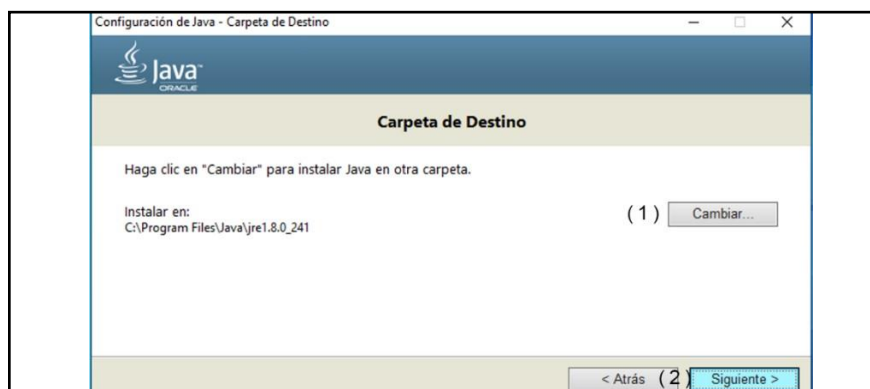 Configuración de Java - Carpeta de Destino
Java
ORACLE
Carpeta de Destino
Haga clic en "Cambiar" para instalar Java en otra carpeta.
Instalar en:
C:\Program Files\Java\jre1.8.0_241
(1) Cambiar...
< Atrás (2) Siguiente >